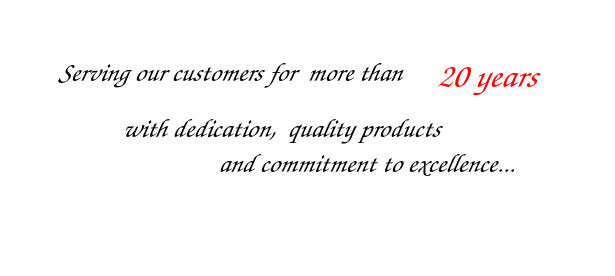 Serving our customers for more than 20 years
with dedication, quality products
and commitment to excellence...